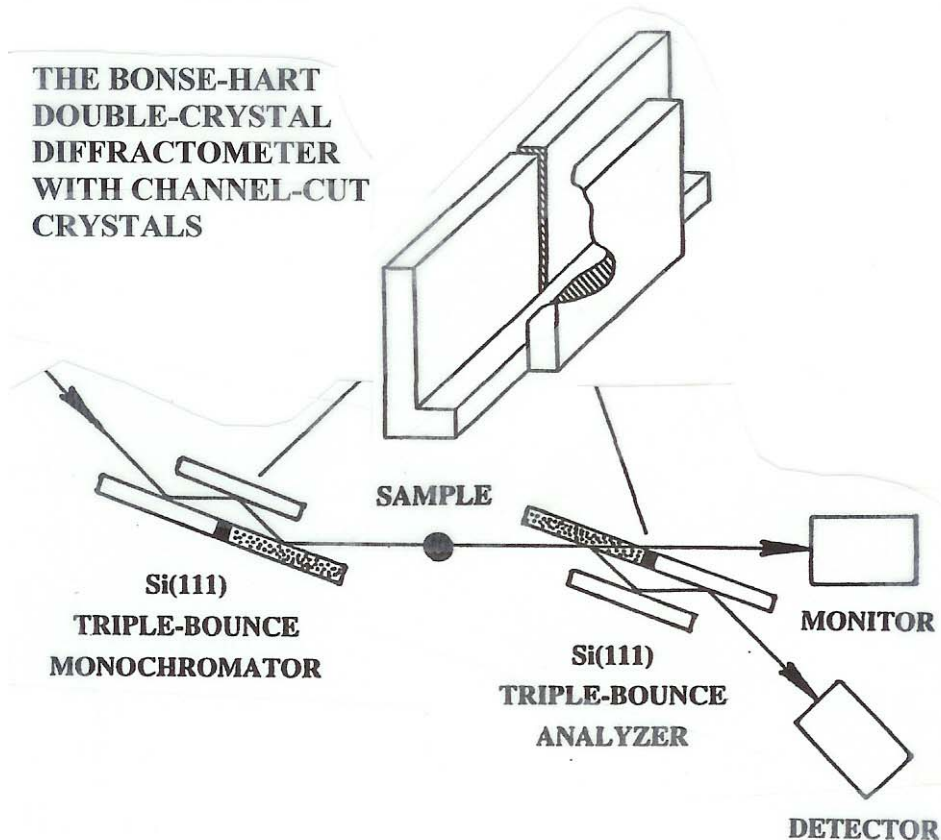 THE BONSE-HART
DOUBLE-CRYSTAL
DIFFRACTOMETER
WITH CHANNEL-CUT
CRYSTALS
SAMPLE
Si(111)
TRIPLE-BOUNCE
MONOCHROMATOR
MONITOR
Si(111)
TRIPLE-BOUNCE
ANALYZER
DETECTOR